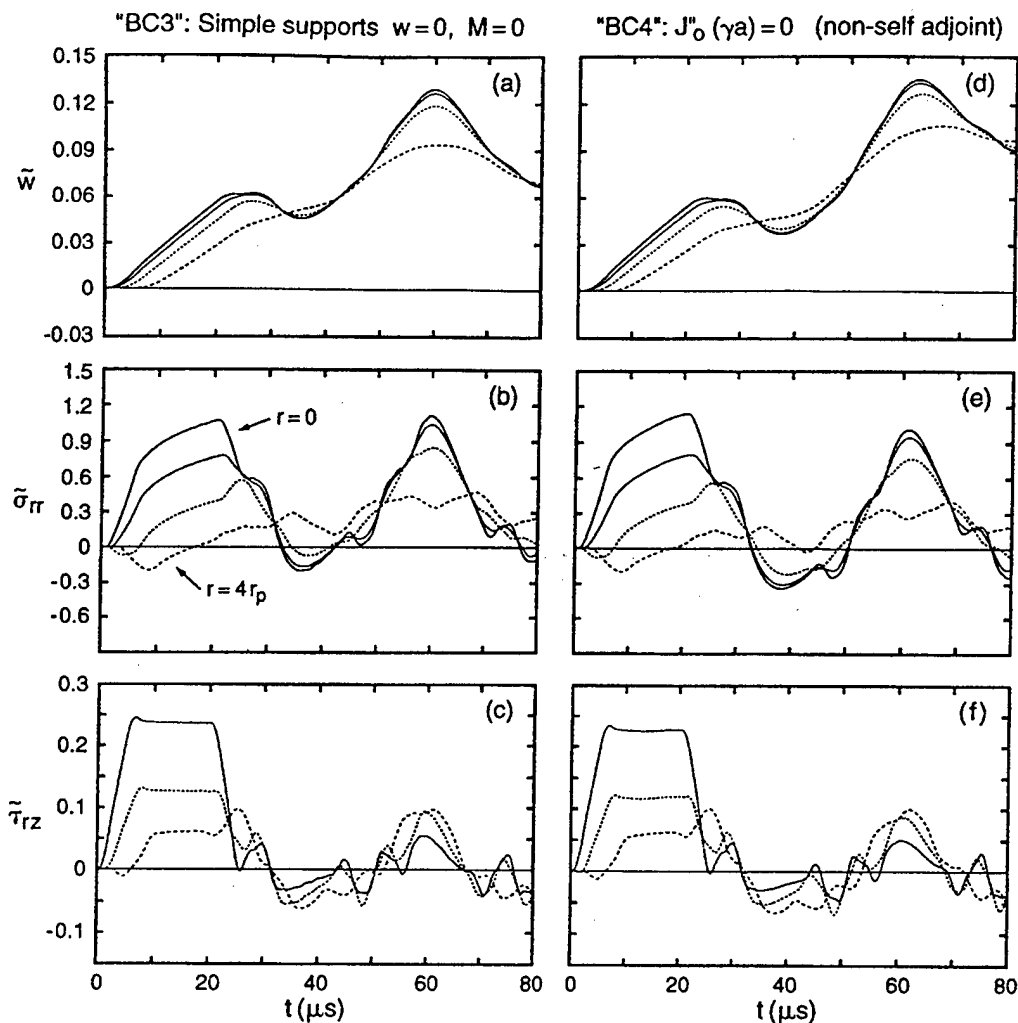 "BC3": Simple supports w=0, M=0
"BC4": J"o (γa)=0 (non-self adjoint)
0.15
0.12
0.09
0.06
0.03
0
-0.03
w̃
(a)
(d)
1.5
1.2
0.9
0.6
0.3
0
-0.3
-0.6
σ̃rr
(b)
r=0
r=4rp
(e)
0.3
0.2
0.1
0
-0.1
τ̃rz
(c)
(f)
0 20 40 60 80
t(μs)
0 20 40 60 80
t(μs)